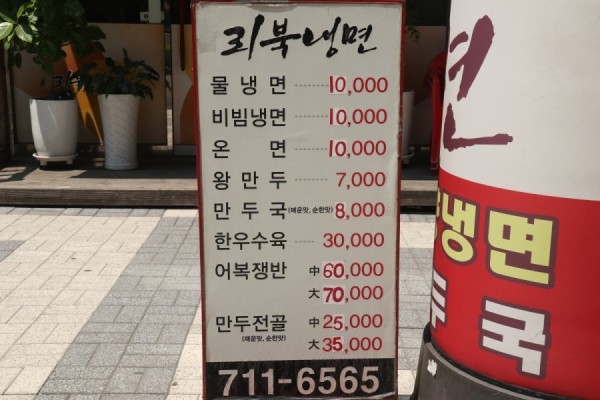 리북냉면
물냉면 10,000
비빔냉면 10,000
온면 10,000
왕만두 7,000
만두국(매운맛, 순한맛) 8,000
한우수육 30,000
어복쟁반 中 60,000
大 70,000
만두전골 中 25,000
(매운맛, 순한맛) 大 35,000
711-6565
면
냉면
두국